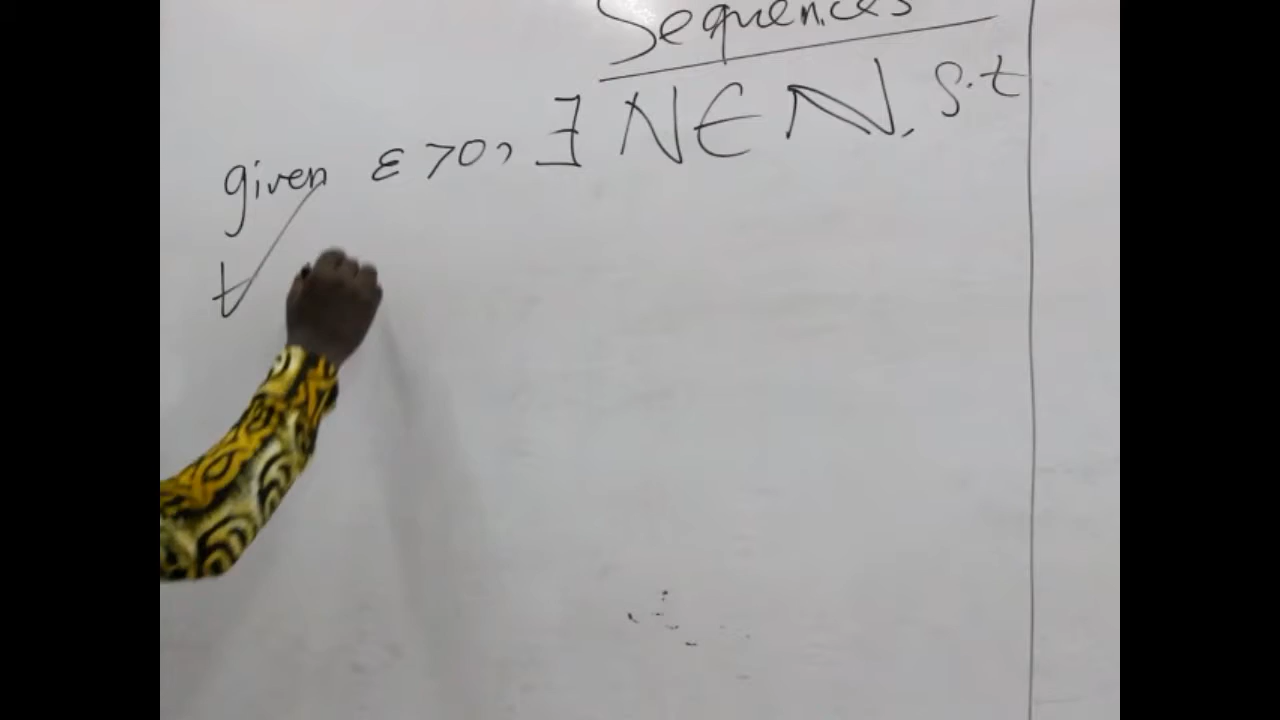 Sequences
given ε >0, ∃ N ∈ ℕ, s.t
∀